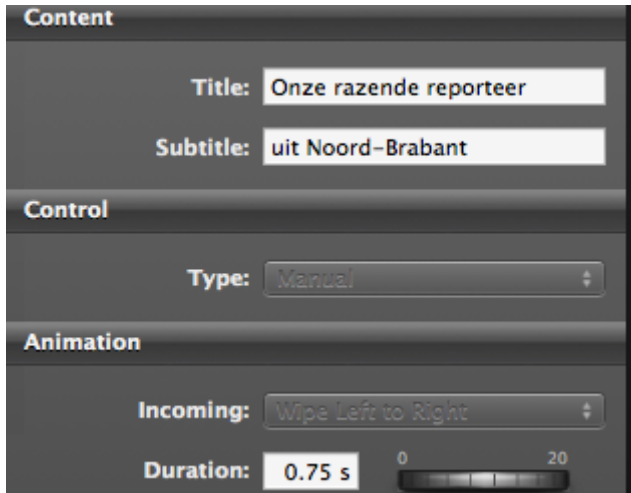 Content
Title: Onze razende reporteer
Subtitle: uit Noord-Brabant
Control
Type: Manual
Animation
Incoming: Wipe Left to Right
0 20
Duration: 0.75 s